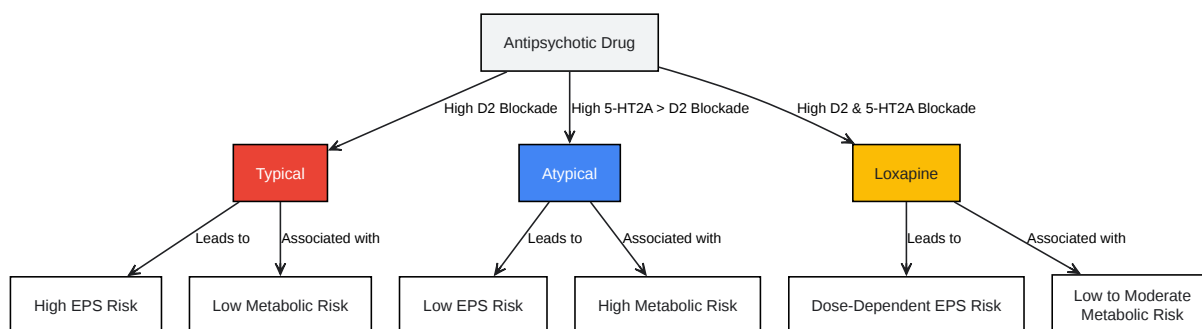 Antipsychotic Drug
High D2 Blockade
High 5-HT2A > D2 Blockade
High D2 & 5-HT2A Blockade
Typical
Atypical
Loxapine
Leads to
Associated with
Leads to
Associated with
Leads to
Associated with
High EPS Risk
Low Metabolic Risk
Low EPS Risk
High Metabolic Risk
Dose-Dependent EPS Risk
Low to Moderate
Metabolic Risk